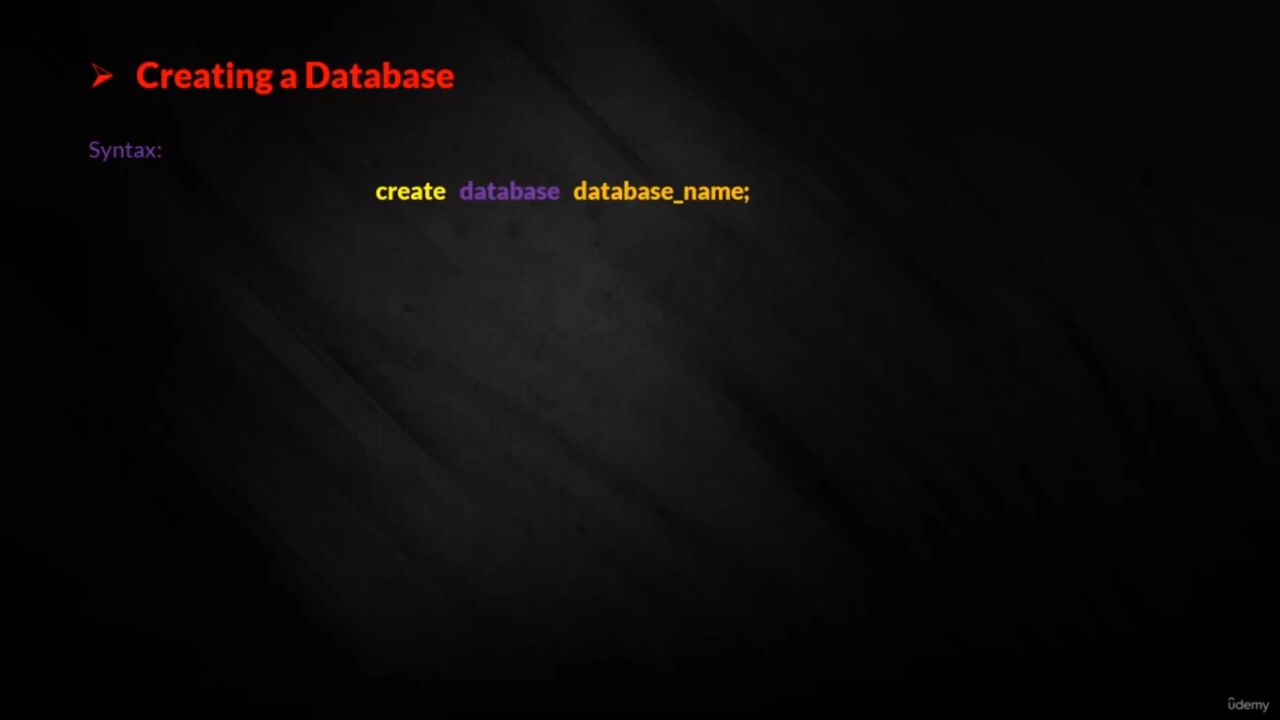 ➢ Creating a Database
Syntax:
create database database_name;
ûdemy